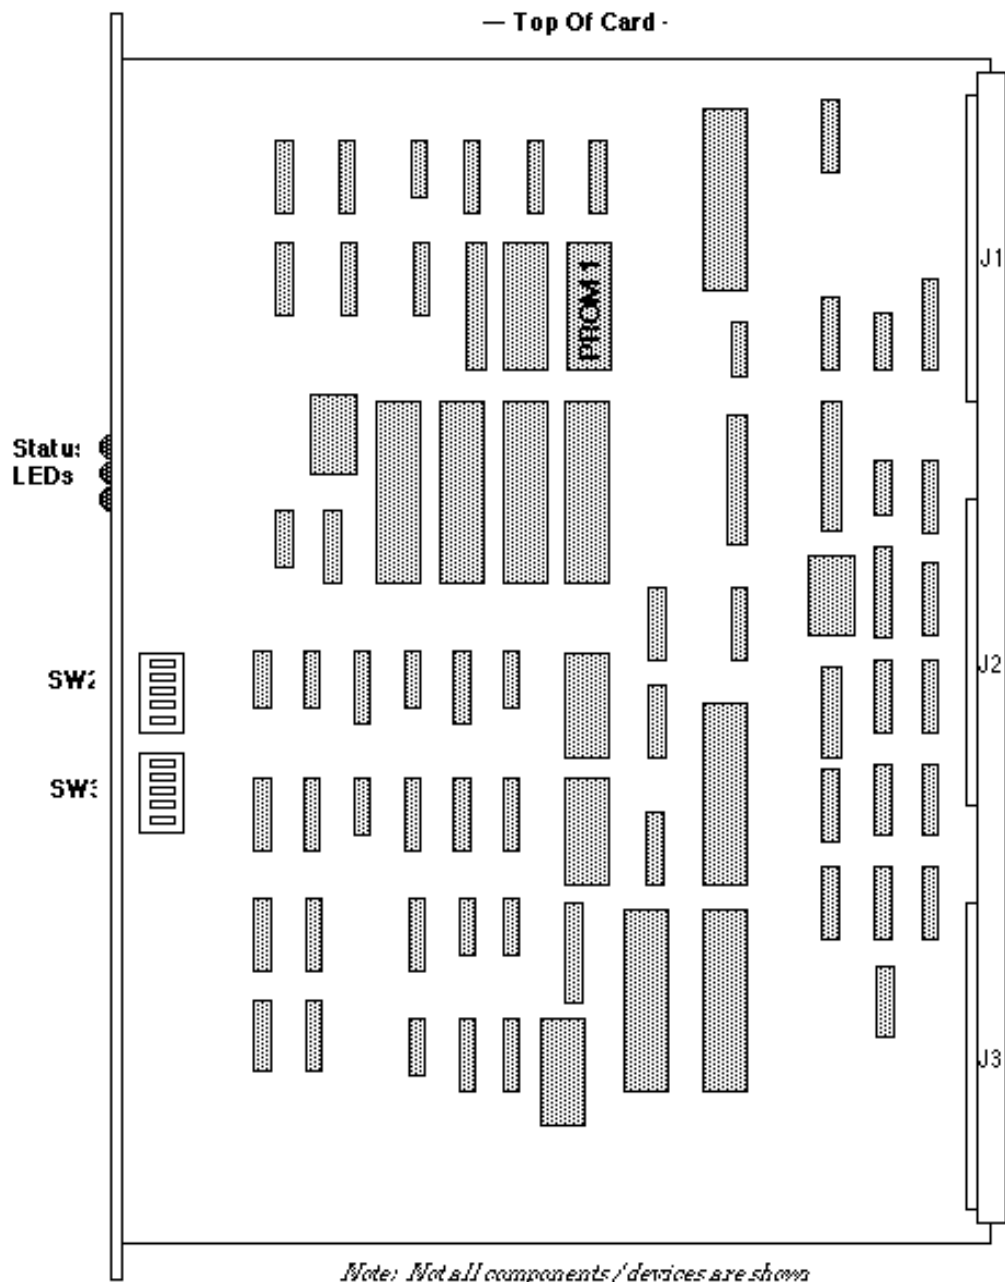 — Top Of Card -
J1
PROM 1
Status
LEDs
J2
SW2
SW3
J3
Note: Not all components / devices are shown